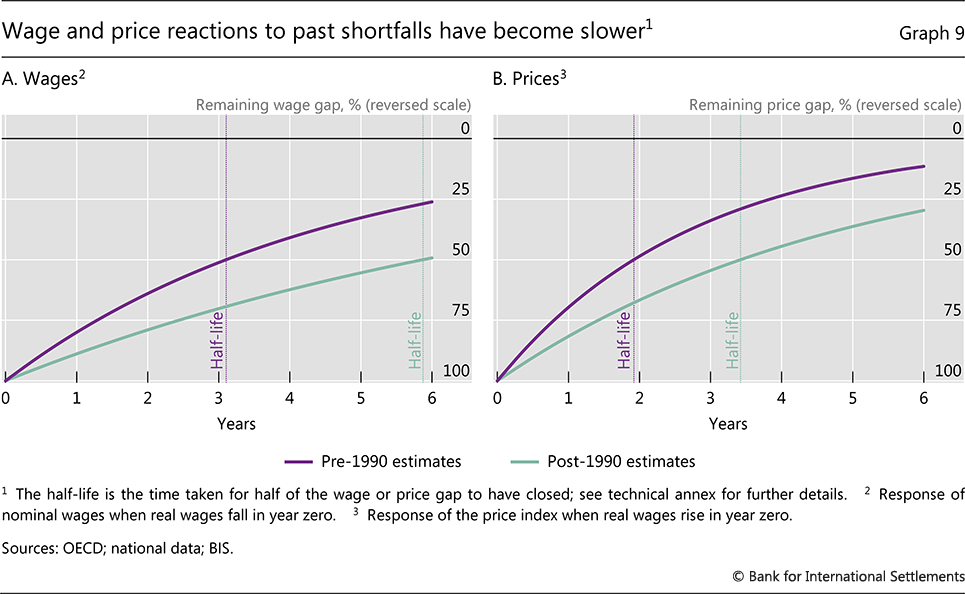 Wage and price reactions to past shortfalls have become slower¹
Graph 9
A. Wages²
Remaining wage gap, % (reversed scale)
0
25
50
75
100
Half-life
Half-life
0 1 2 3 4 5 6
Years
B. Prices³
Remaining price gap, % (reversed scale)
0
25
50
75
100
Half-life
Half-life
0 1 2 3 4 5 6
Years
Pre-1990 estimates
Post-1990 estimates
¹ The half-life is the time taken for half of the wage or price gap to have closed; see technical annex for further details. ² Response of
nominal wages when real wages fall in year zero. ³ Response of the price index when real wages rise in year zero.
Sources: OECD; national data; BIS.
© Bank for International Settlements